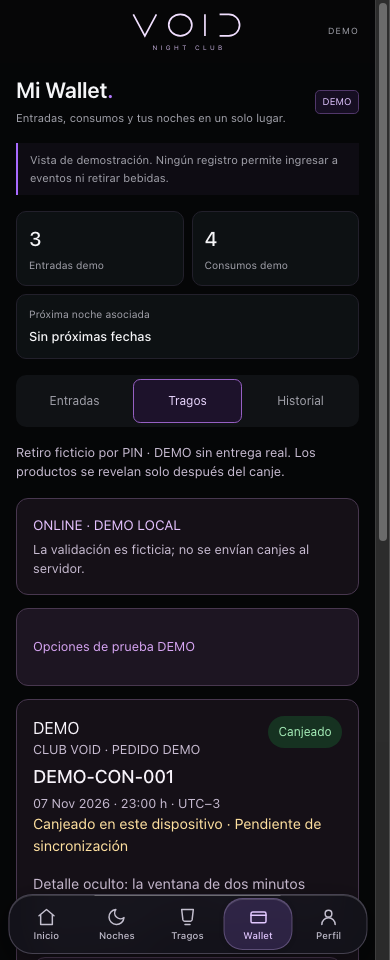 VOID
NIGHT CLUB
DEMO
Mi Wallet.
Entradas, consumos y tus noches en un solo lugar.
DEMO
Vista de demostración. Ningún registro permite ingresar a
eventos ni retirar bebidas.
3
Entradas demo
4
Consumos demo
Próxima noche asociada
Sin próximas fechas
Entradas
Tragos
Historial
Retiro ficticio por PIN · DEMO sin entrega real. Los
productos se revelan solo después del canje.
ONLINE · DEMO LOCAL
La validación es ficticia; no se envían canjes al
servidor.
Opciones de prueba DEMO
DEMO
Canjeado
CLUB VOID · PEDIDO DEMO
DEMO-CON-001
07 Nov 2026 · 23:00 h · UTC−3
Canjeado en este dispositivo · Pendiente de
sincronización
Detalle oculto: la ventana de dos minutos
Inicio
Noches
Tragos
Wallet
Perfil